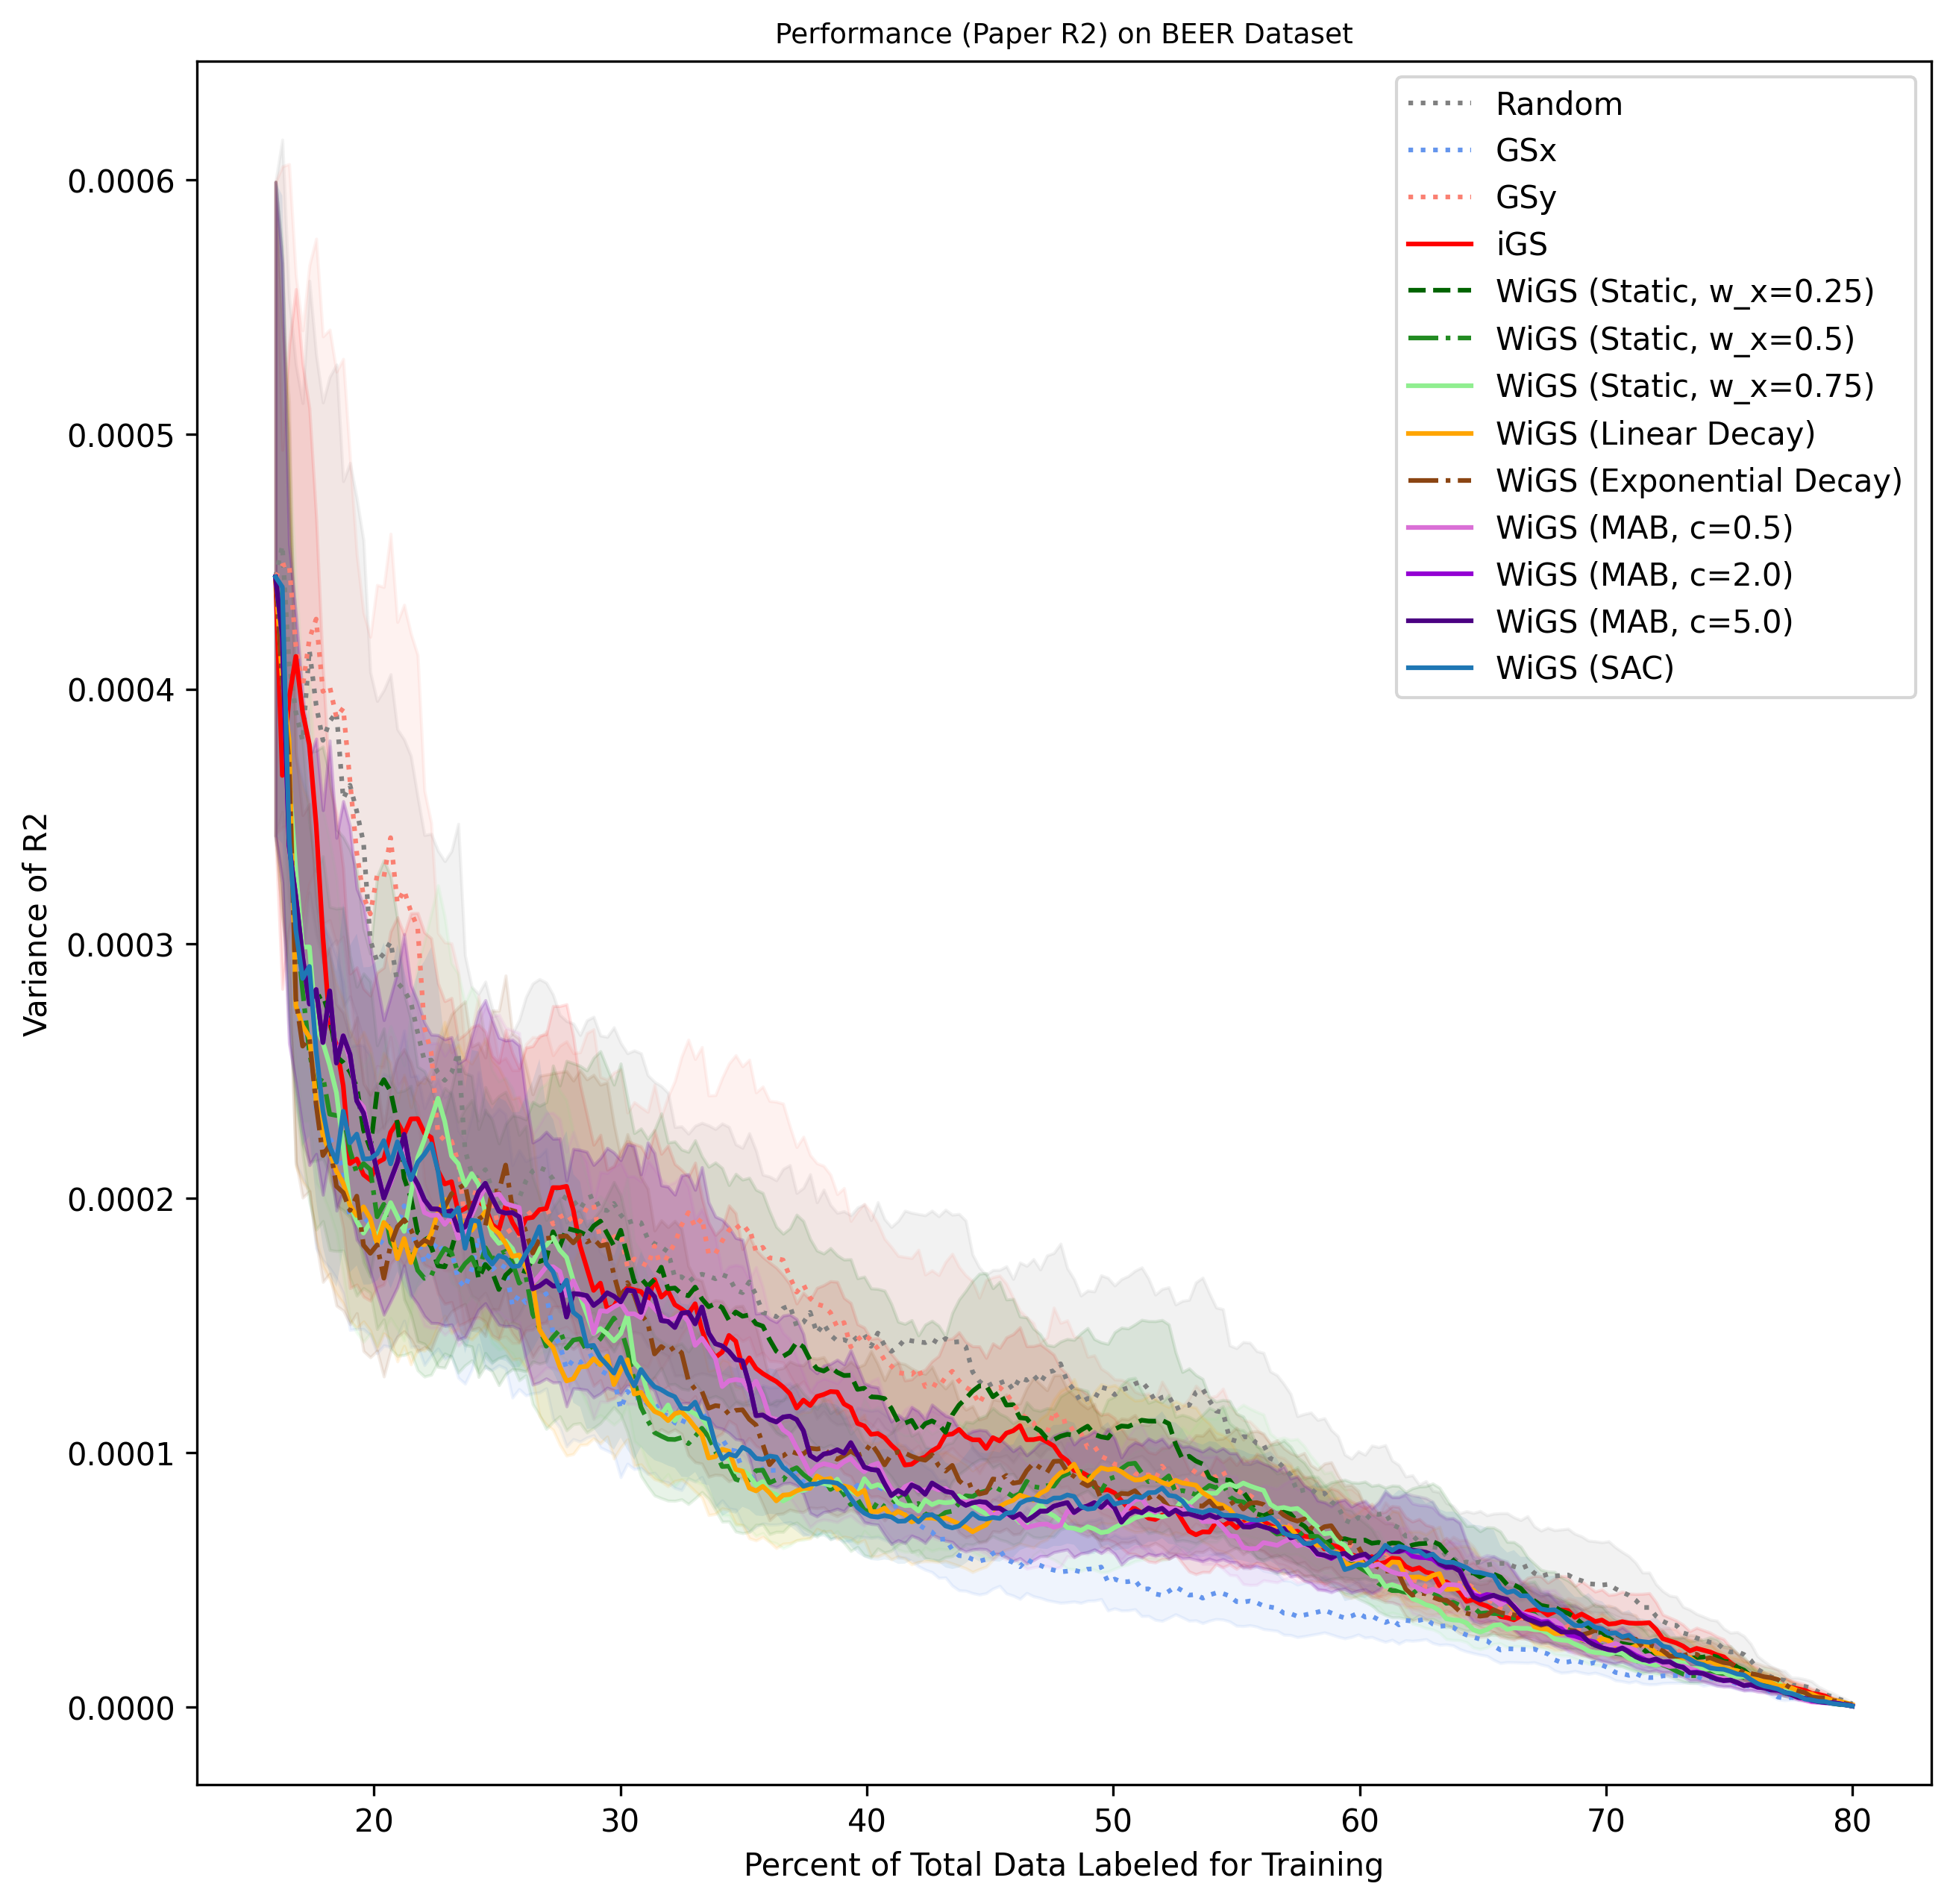 Performance (Paper R2) on BEER Dataset
Random
GSx
GSy
iGS
WiGS (Static, w_x=0.25)
WiGS (Static, w_x=0.5)
WiGS (Static, w_x=0.75)
WiGS (Linear Decay)
WiGS (Exponential Decay)
WiGS (MAB, c=0.5)
WiGS (MAB, c=2.0)
WiGS (MAB, c=5.0)
WiGS (SAC)
Variance of R2
0.0006
0.0005
0.0004
0.0003
0.0002
0.0001
0.0000
20 30 40 50 60 70 80
Percent of Total Data Labeled for Training